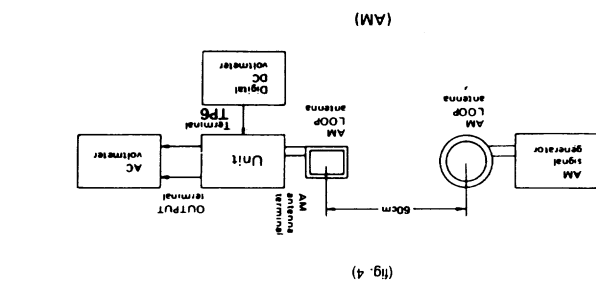 (fig. 4)
60cm
AM
signal
generator
AM
LOOP
antenna
AM
LOOP
antenna
AM
antenna
terminal
Unit
OUTPUT
terminal
AC
voltmeter
Terminal
TP6
Digital
DC
voltmeter
(AM)